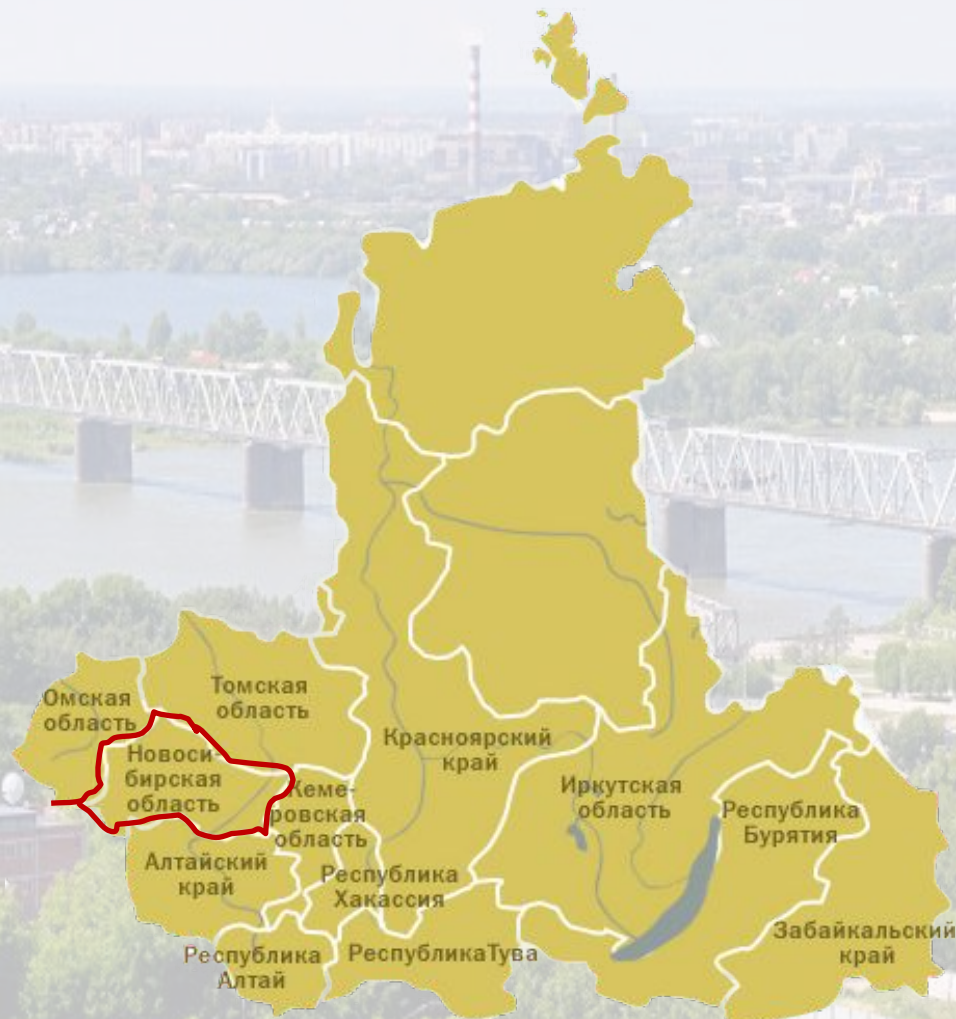 Омская
область
Томская
область
Новоси-
бирская
область
Кеме-
ровская
область
Красноярский
край
Иркутская
область
Республика
Бурятия
Алтайский
край
Республика
Хакассия
Республика
Алтай
РеспубликаТува
Забайкальский
край